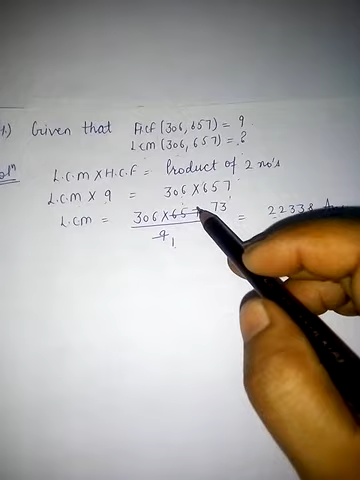 1.) Given that HCF (306, 657) = 9
LCM (306, 657) = ?
Solⁿ L.C.M X H.C.F = Product of 2 no's
L.C.M X 9 = 306 X 657
L.C.M = 306 X 657 73 = 22338
9 1